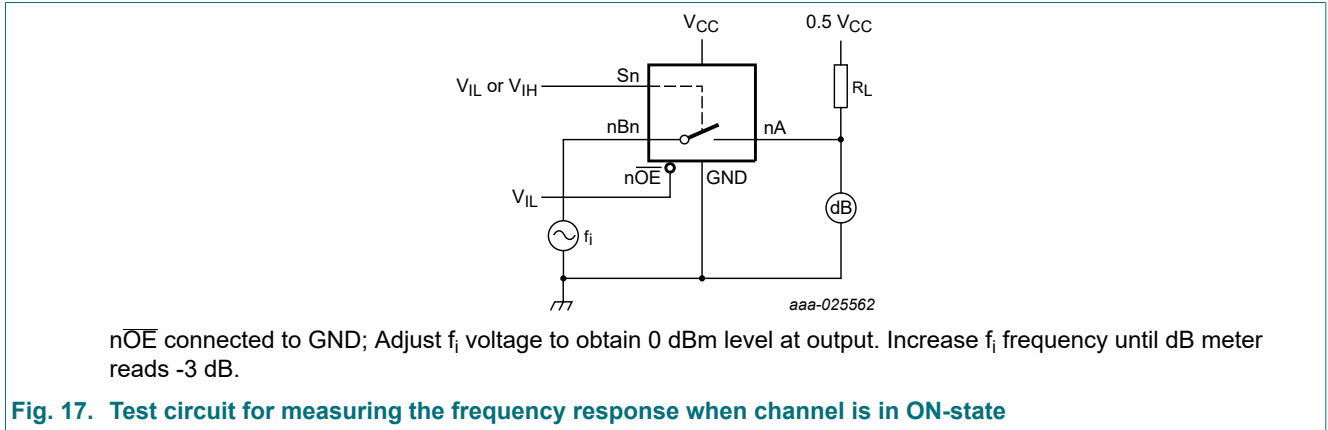 VCC
0.5 VCC
Sn
VIL or VIH
RL
nBn
nA
nOE
GND
VIL
dB
fi
aaa-025562
nOE connected to GND; Adjust fi voltage to obtain 0 dBm level at output. Increase fi frequency until dB meter
reads -3 dB.
Fig. 17. Test circuit for measuring the frequency response when channel is in ON-state